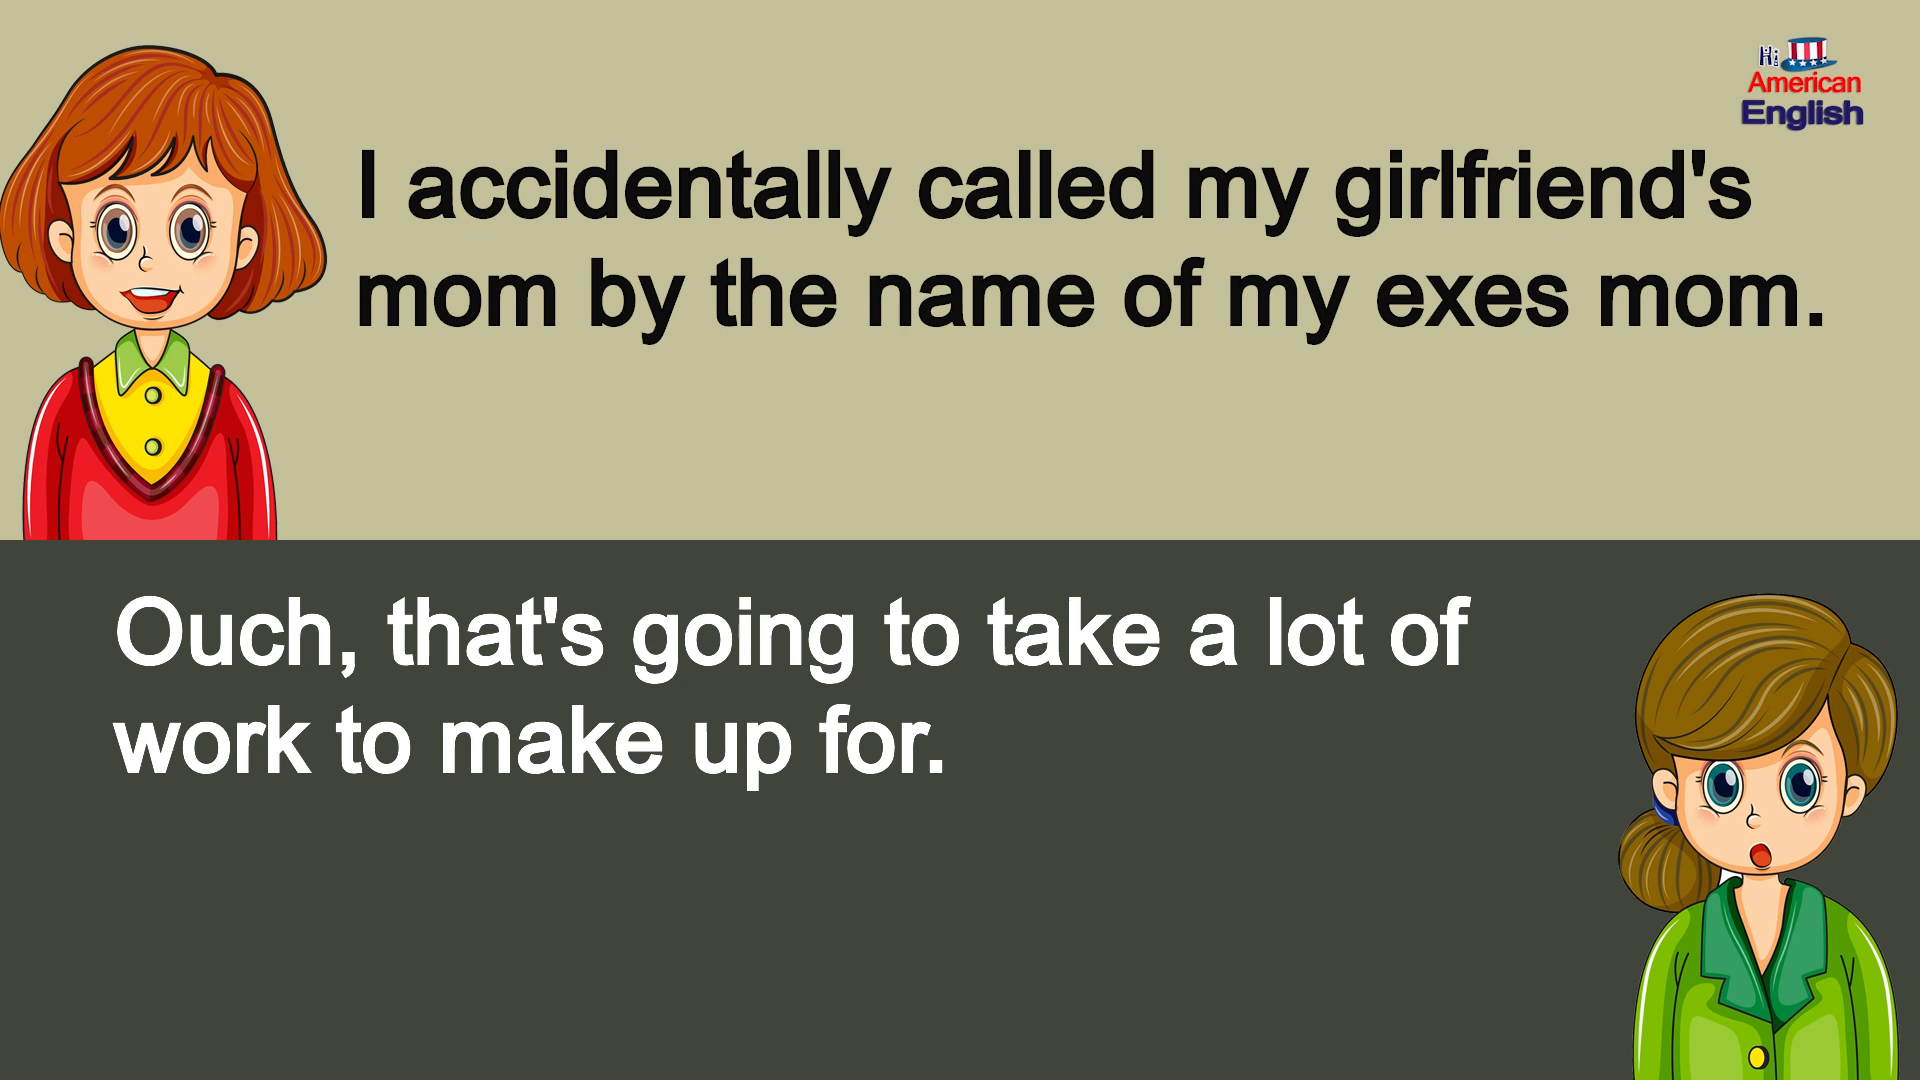 Hi
American
English
I accidentally called my girlfriend's
mom by the name of my exes mom.
Ouch, that's going to take a lot of
work to make up for.